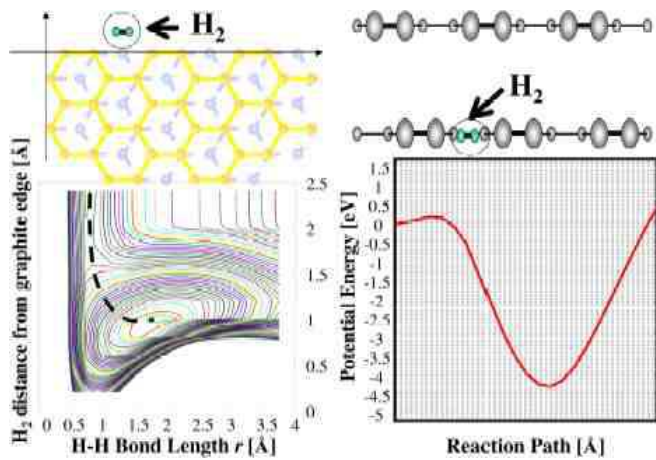 H2
H2
H2 distance from graphite edge [Å]
2.5
2
1.5
1
0.5
0
0 0.5 1 1.5 2 2.5 3 3.5 4
H-H Bond Length r [Å]
Potential Energy [eV]
1.5
1
0.5
0
-0.5
-1
-1.5
-2
-2.5
-3
-3.5
-4
-4.5
-5
Reaction Path [Å]